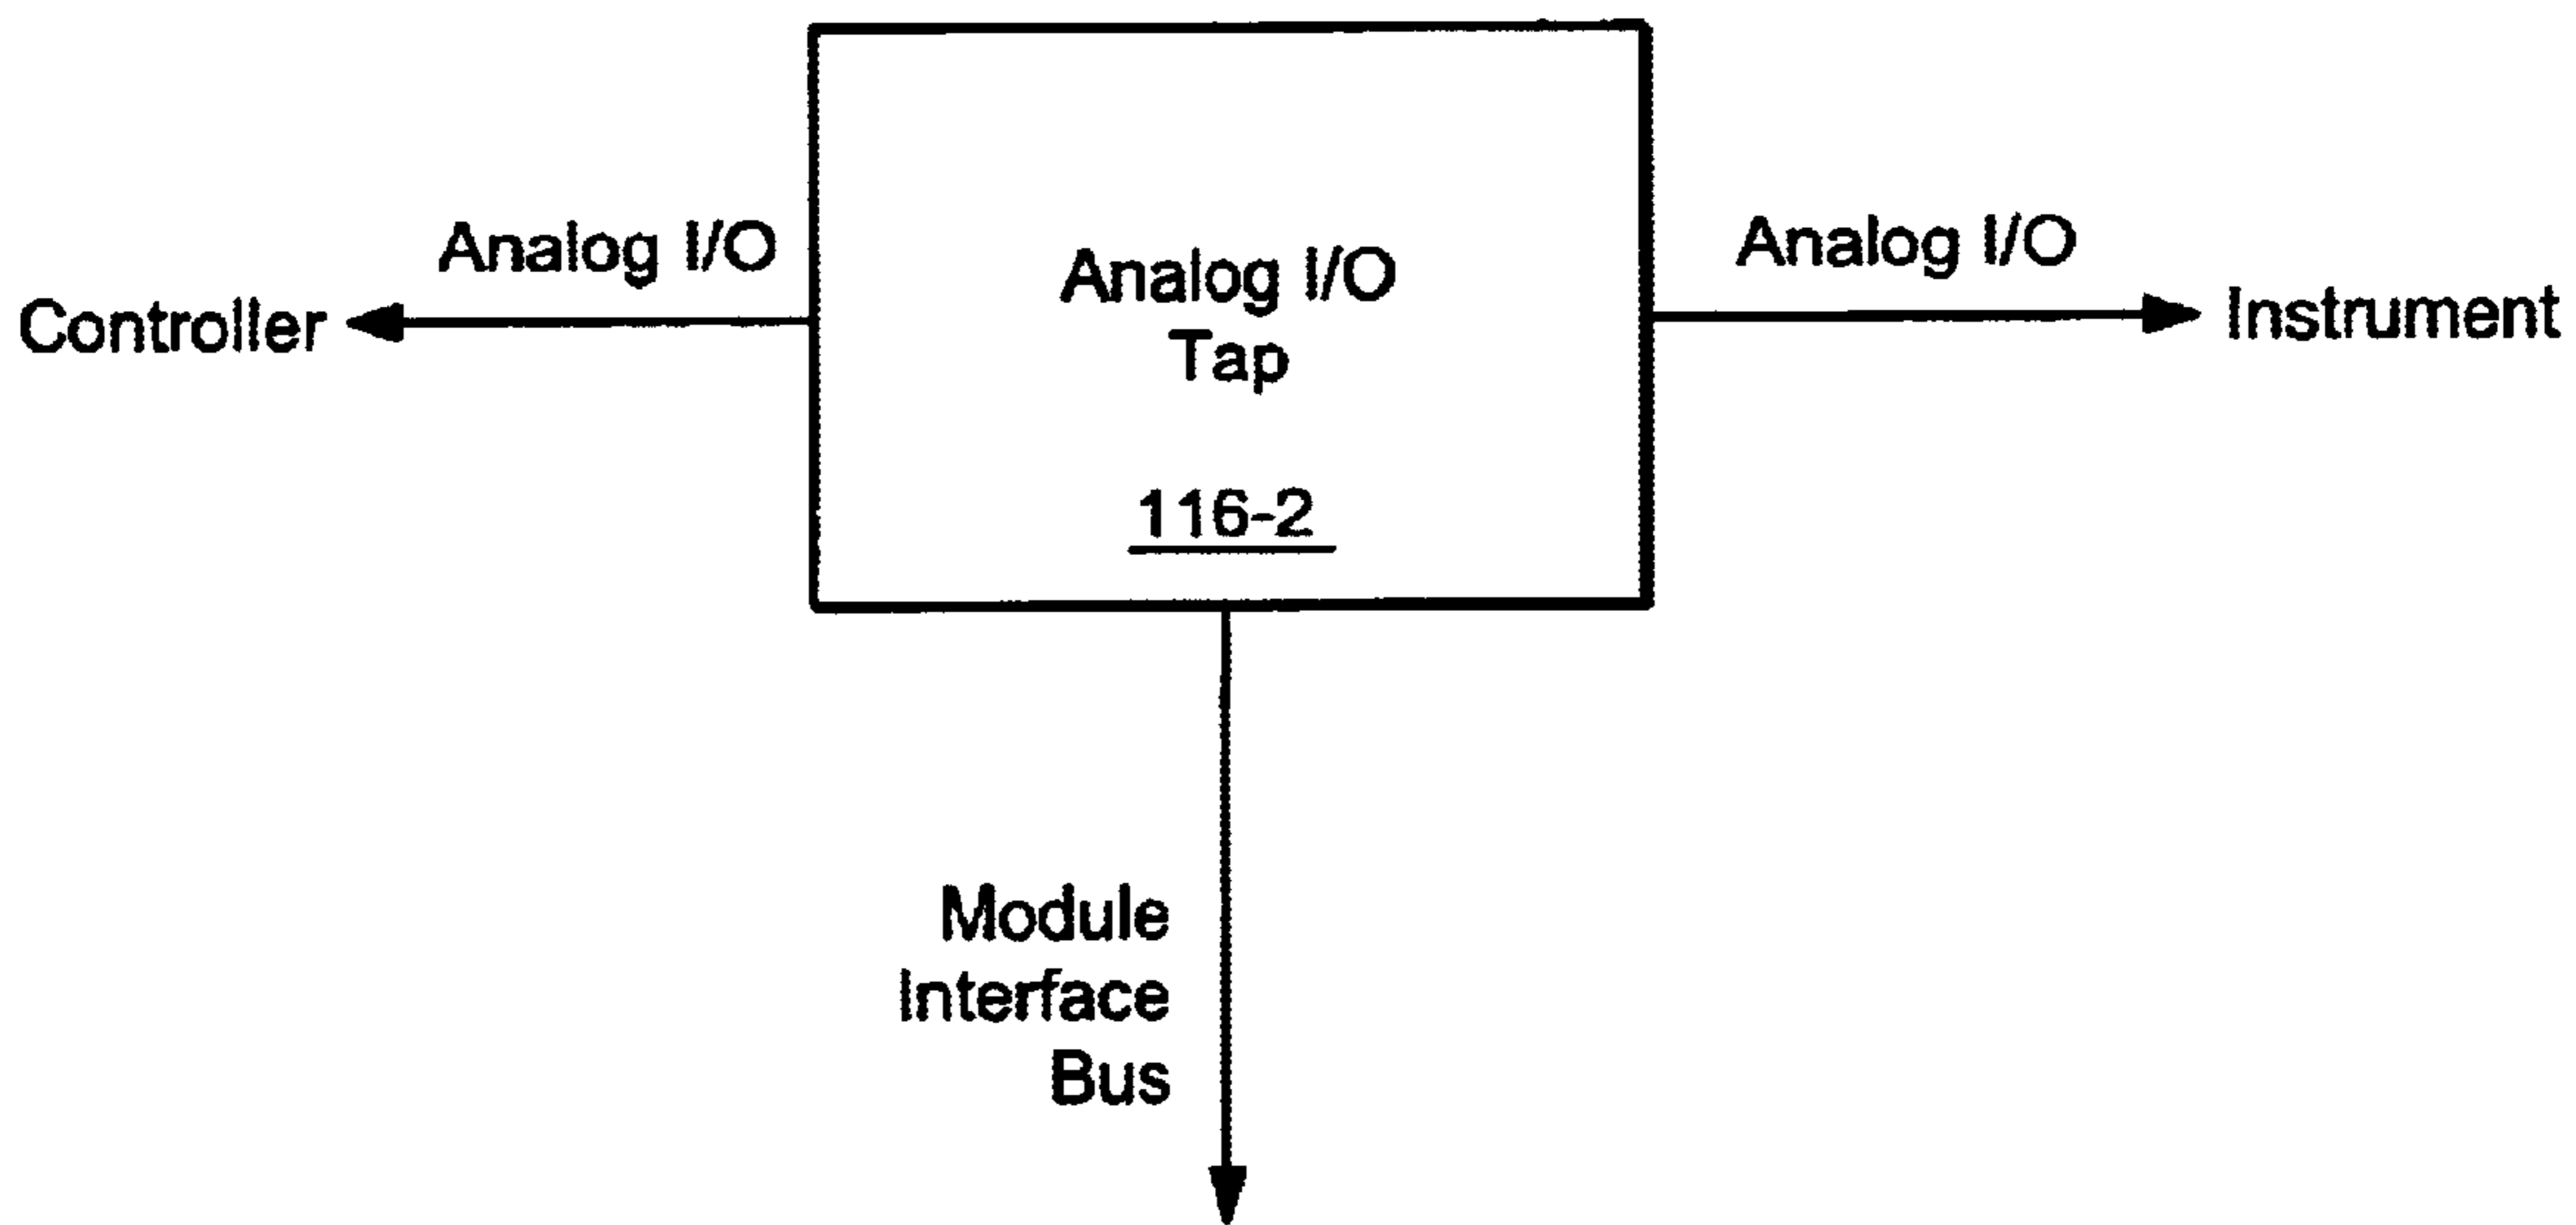 Analog I/O
Controller
Analog I/O
Tap
116-2
Analog I/O
Instrument
Module
Interface
Bus